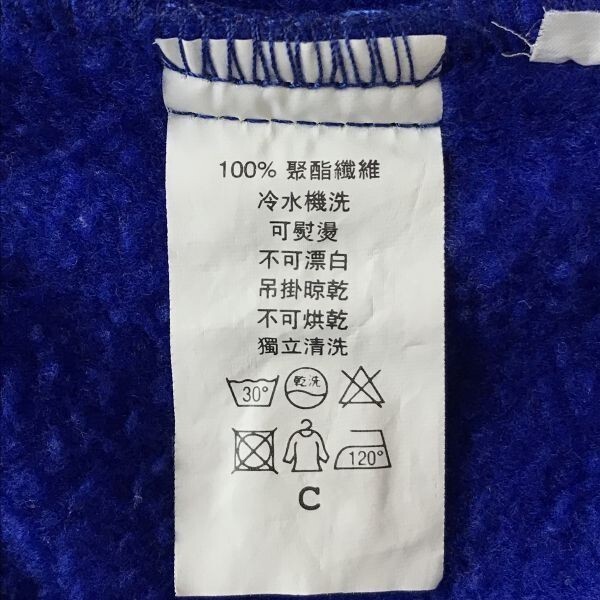 100% 聚酯纖維
冷水機洗
可熨燙
不可漂白
吊掛晾乾
不可烘乾
獨立清洗
30° 乾洗
120°
C